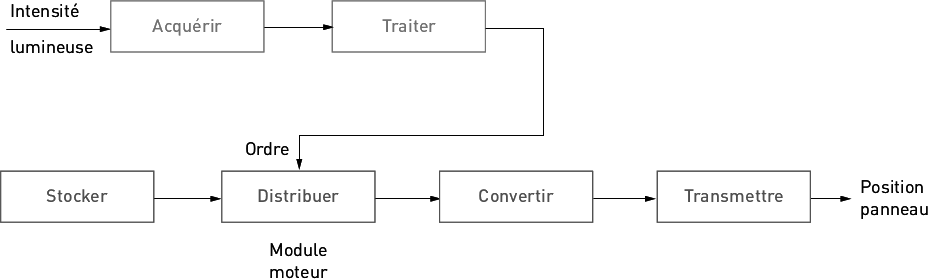 Intensité
lumineuse
Acquérir
Traiter
Ordre
Stocker
Distribuer
Convertir
Transmettre
Position
panneau
Module
moteur